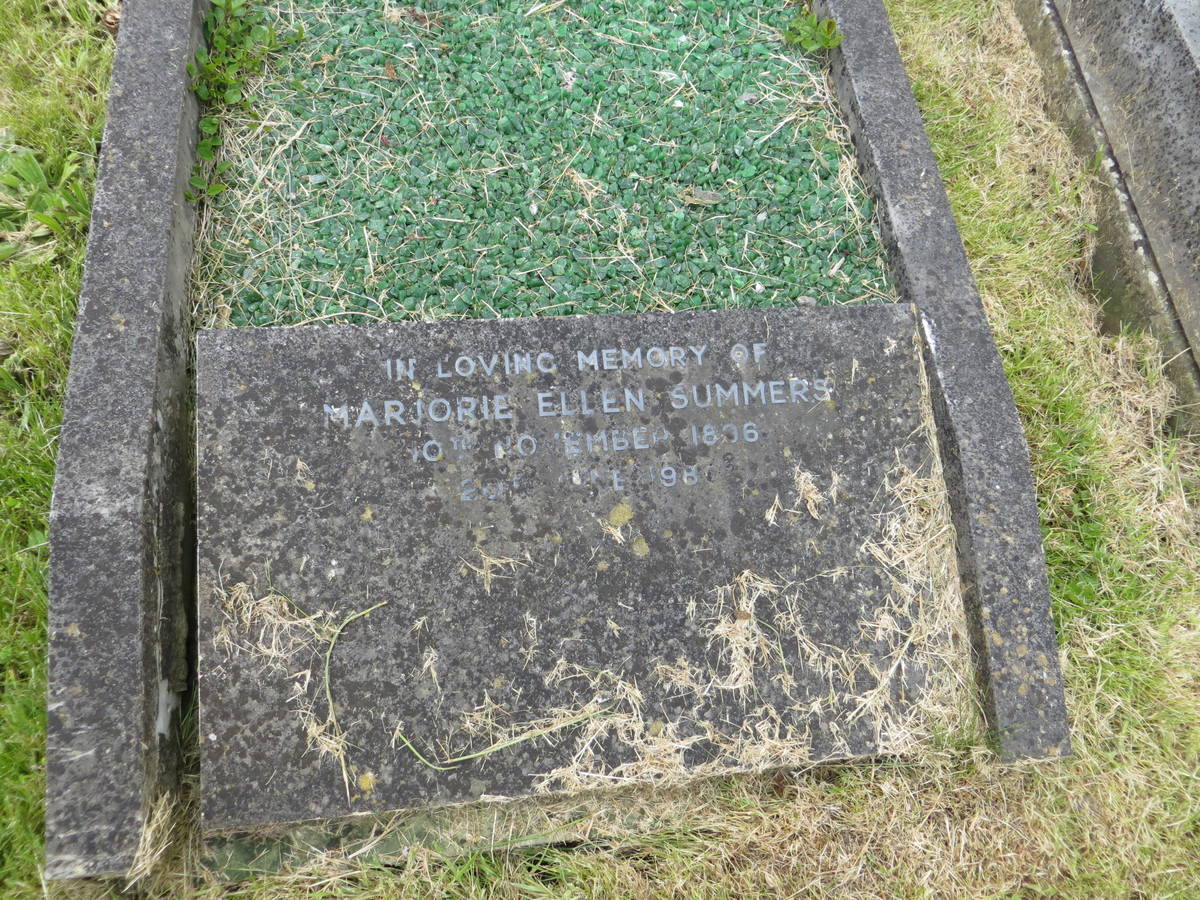 IN LOVING MEMORY OF
MARJORIE ELLEN SUMMERS
10TH NOVEMBER